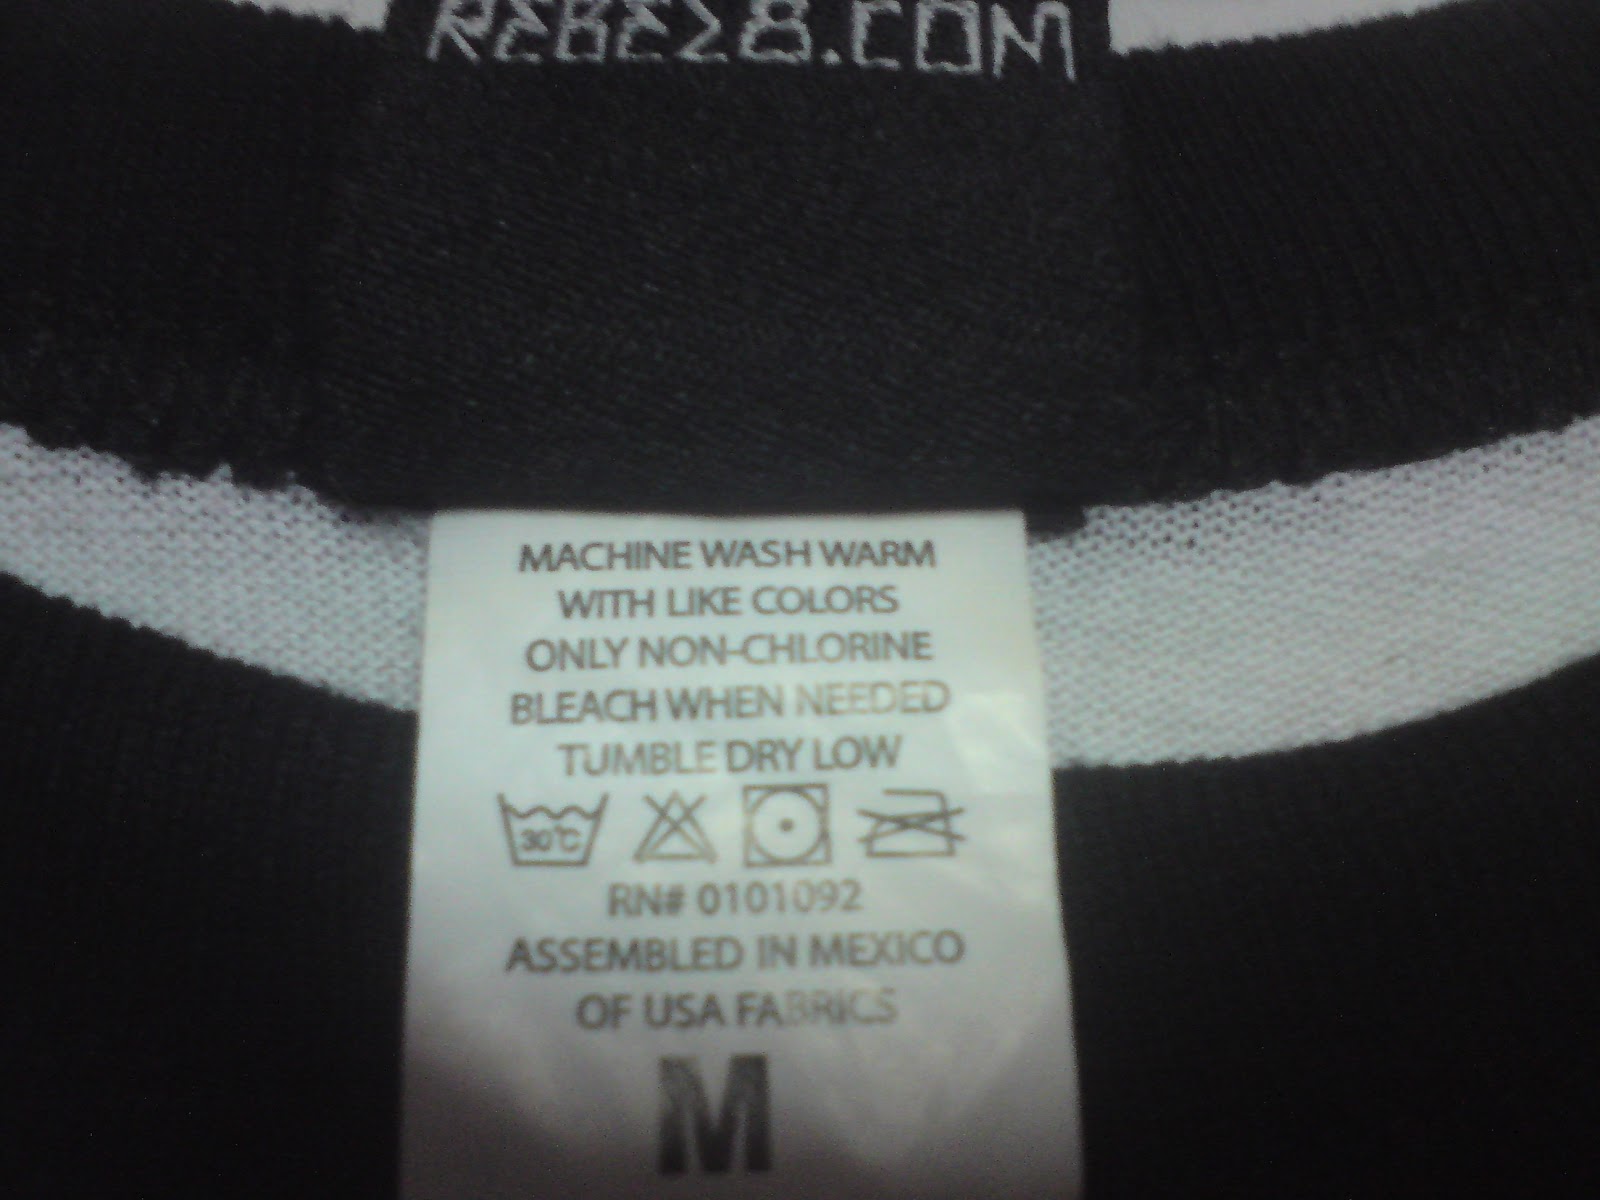 REBEL8.COM
MACHINE WASH WARM
WITH LIKE COLORS
ONLY NON-CHLORINE
BLEACH WHEN NEEDED
TUMBLE DRY LOW
30°C
RN# 0101092
ASSEMBLED IN MEXICO
OF USA FABRICS
M